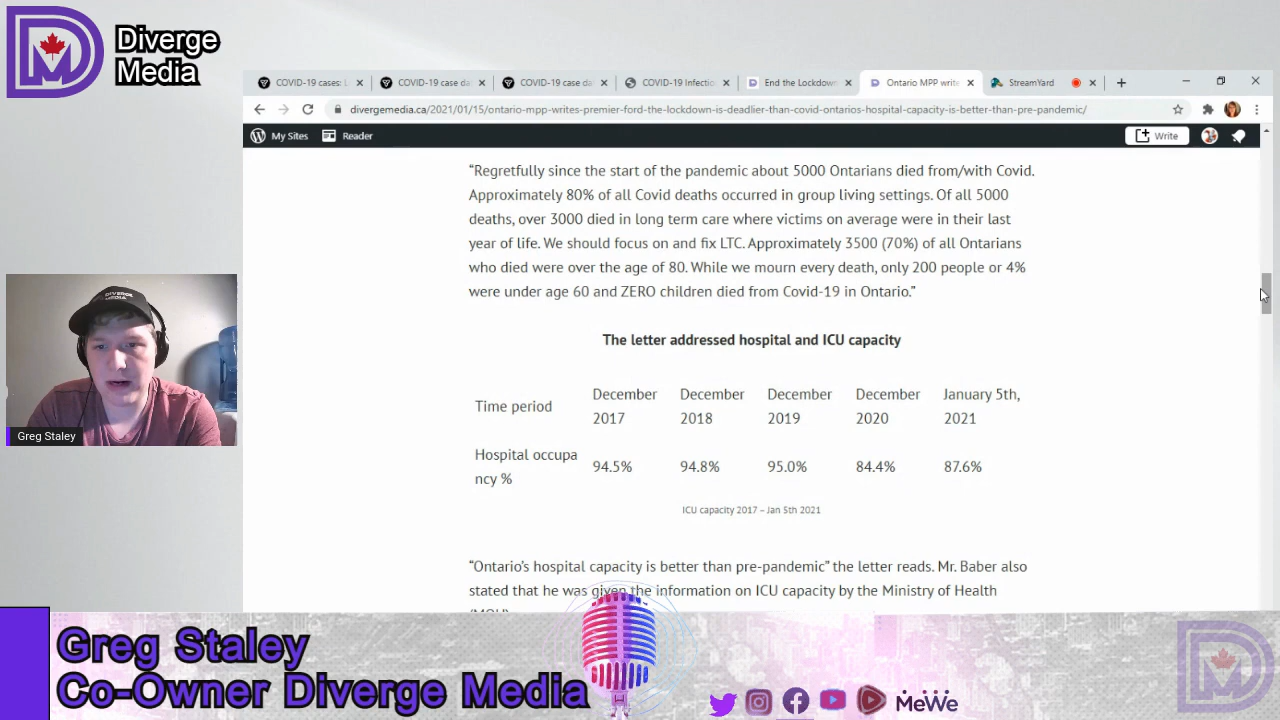 Diverge
Media
COVID-19 cases: L
COVID-19 case da
COVID-19 case da
COVID-19 Infectio
End the Lockdown
Ontario MPP write
StreamYard
divergemedia.ca/2021/01/15/ontario-mpp-writes-premier-ford-the-lockdown-is-deadlier-than-covid-ontarios-hospital-capacity-is-better-than-pre-pandemic/
My Sites
Reader
Write
“Regretfully since the start of the pandemic about 5000 Ontarians died from/with Covid.
Approximately 80% of all Covid deaths occurred in group living settings. Of all 5000
deaths, over 3000 died in long term care where victims on average were in their last
year of life. We should focus on and fix LTC. Approximately 3500 (70%) of all Ontarians
who died were over the age of 80. While we mourn every death, only 200 people or 4%
were under age 60 and ZERO children died from Covid-19 in Ontario.”
The letter addressed hospital and ICU capacity
Time period
December 2017
December 2018
December 2019
December 2020
January 5th, 2021
Hospital occupa
ncy %
94.5%
94.8%
95.0%
84.4%
87.6%
ICU capacity 2017 – Jan 5th 2021
“Ontario’s hospital capacity is better than pre-pandemic” the letter reads. Mr. Baber also
stated that he was given the information on ICU capacity by the Ministry of Health
DIVERGE
MEDIA
Greg Staley
Greg Staley
Co-Owner Diverge Media
MeWe